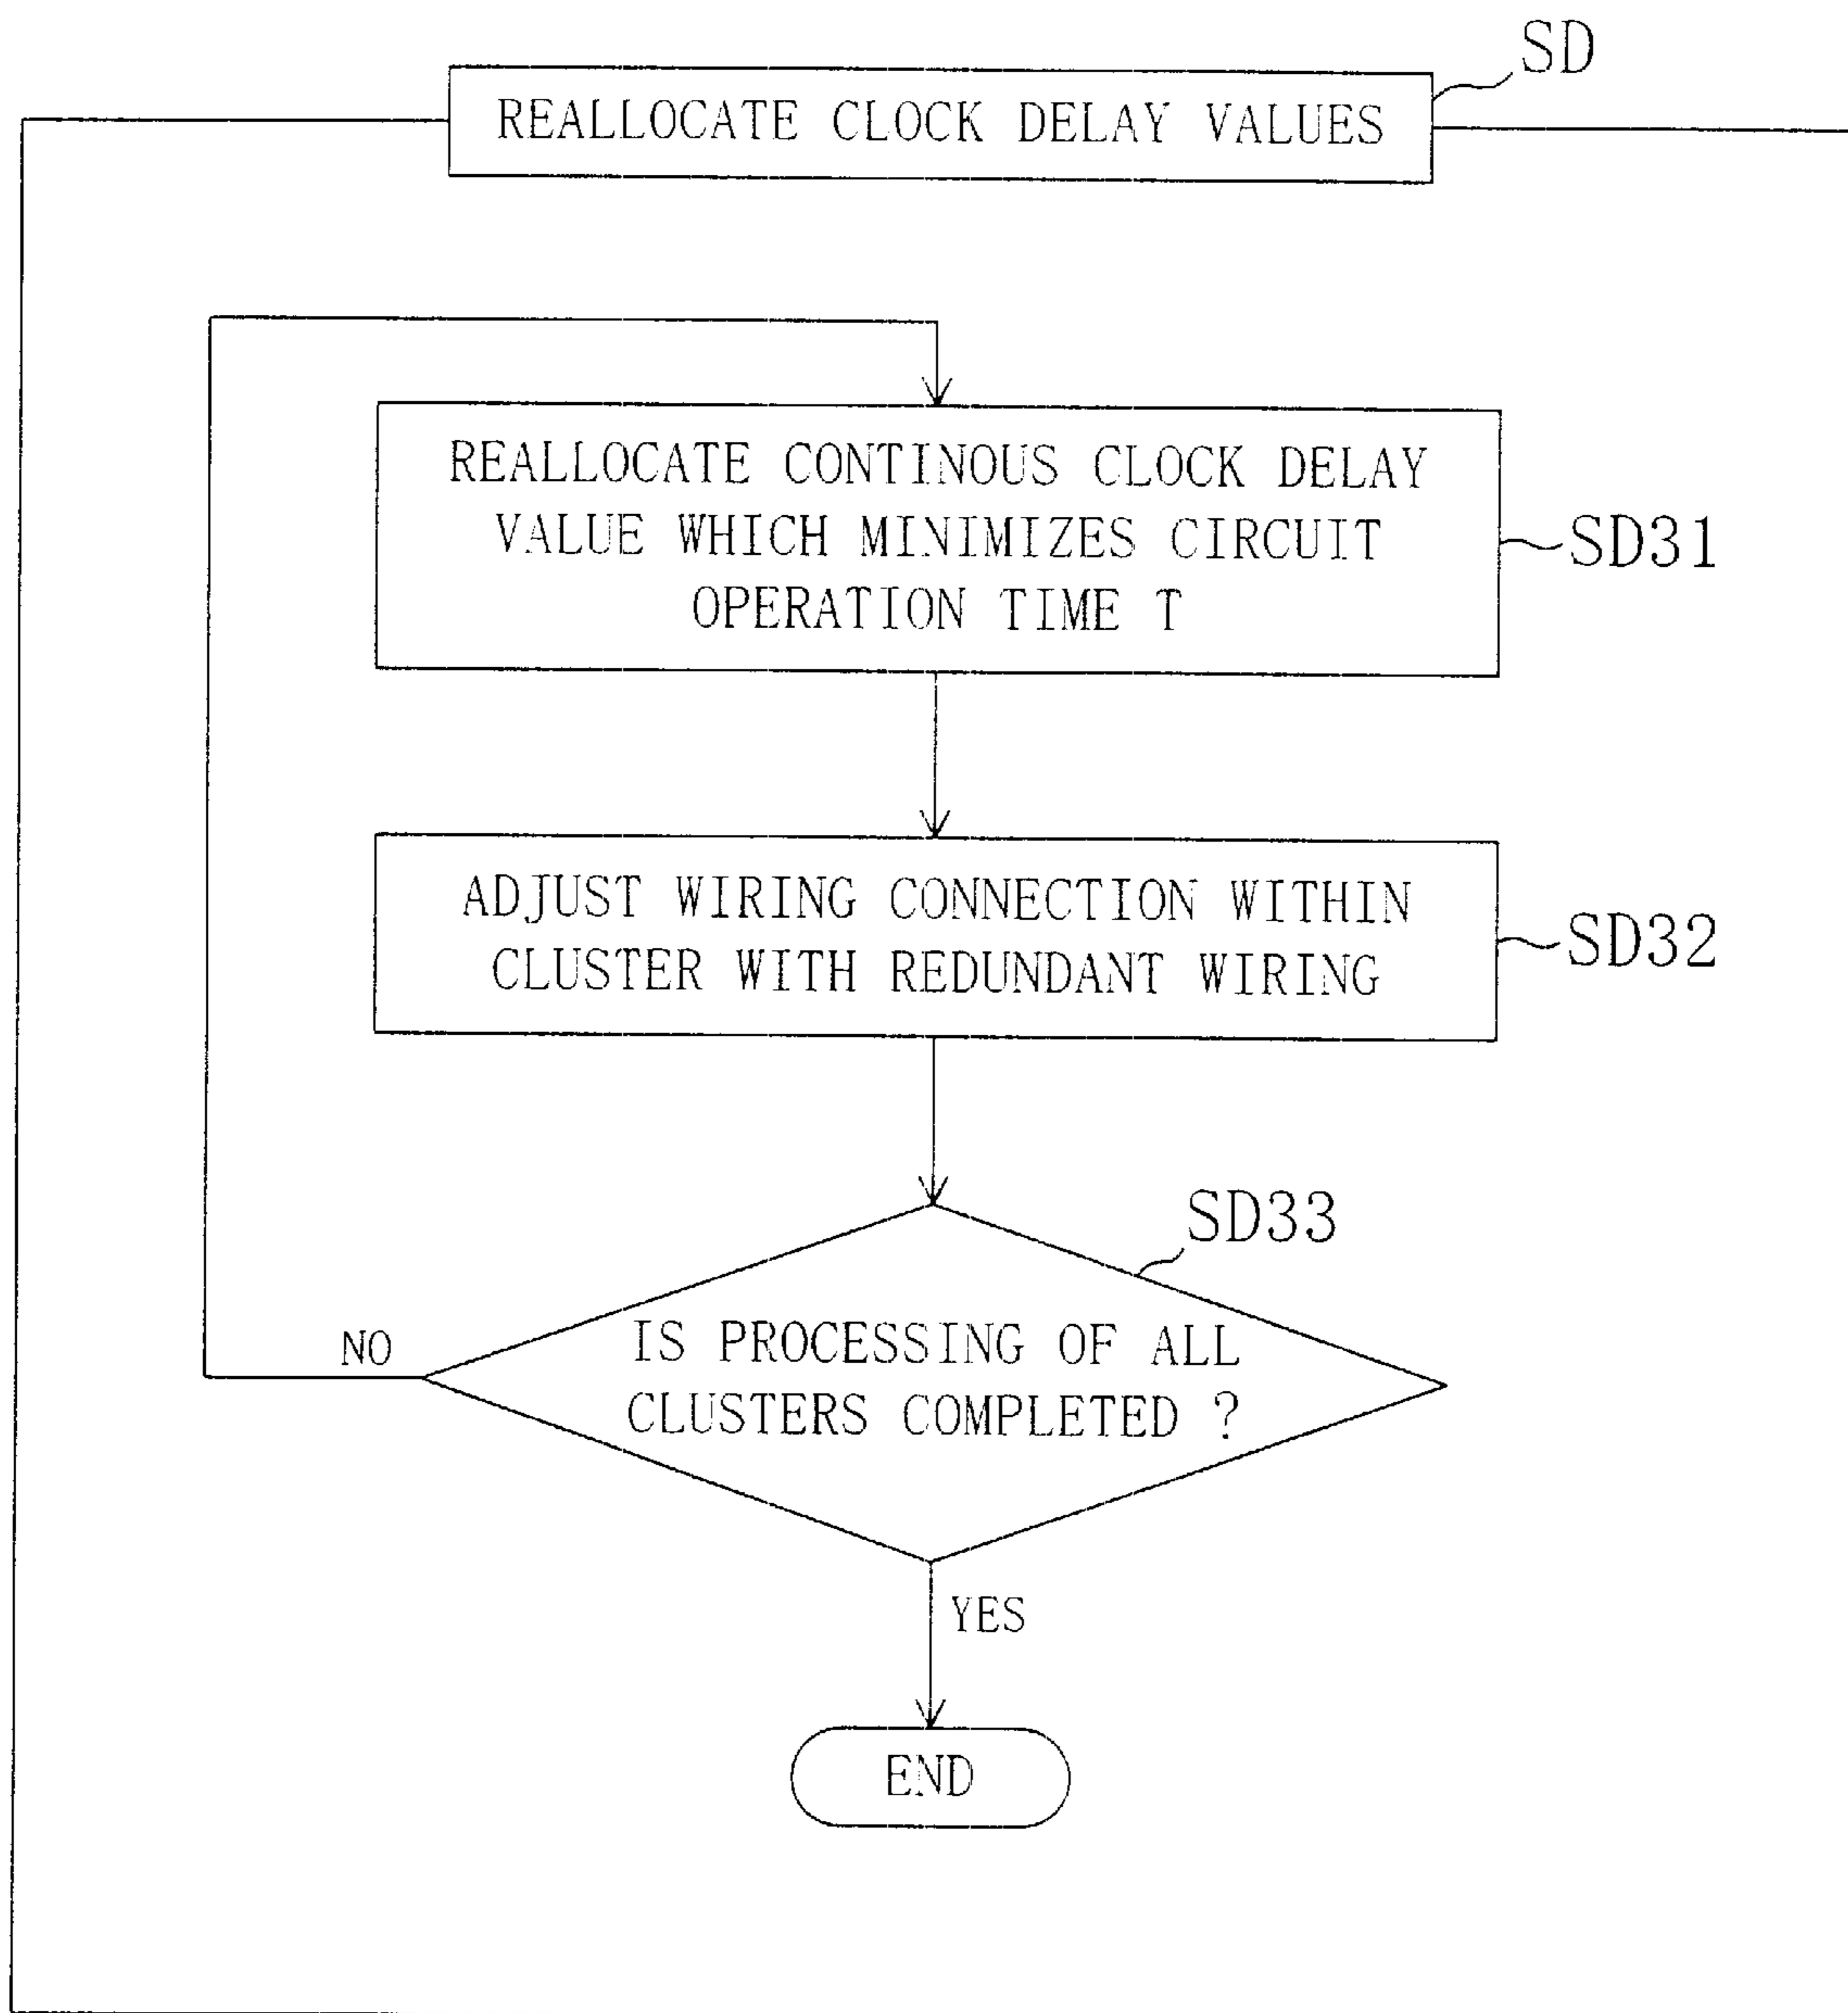 SD
REALLOCATE CLOCK DELAY VALUES
REALLOCATE CONTINOUS CLOCK DELAY
VALUE WHICH MINIMIZES CIRCUIT
OPERATION TIME T
SD31
ADJUST WIRING CONNECTION WITHIN
CLUSTER WITH REDUNDANT WIRING
SD32
SD33
IS PROCESSING OF ALL
CLUSTERS COMPLETED ?
NO
YES
END